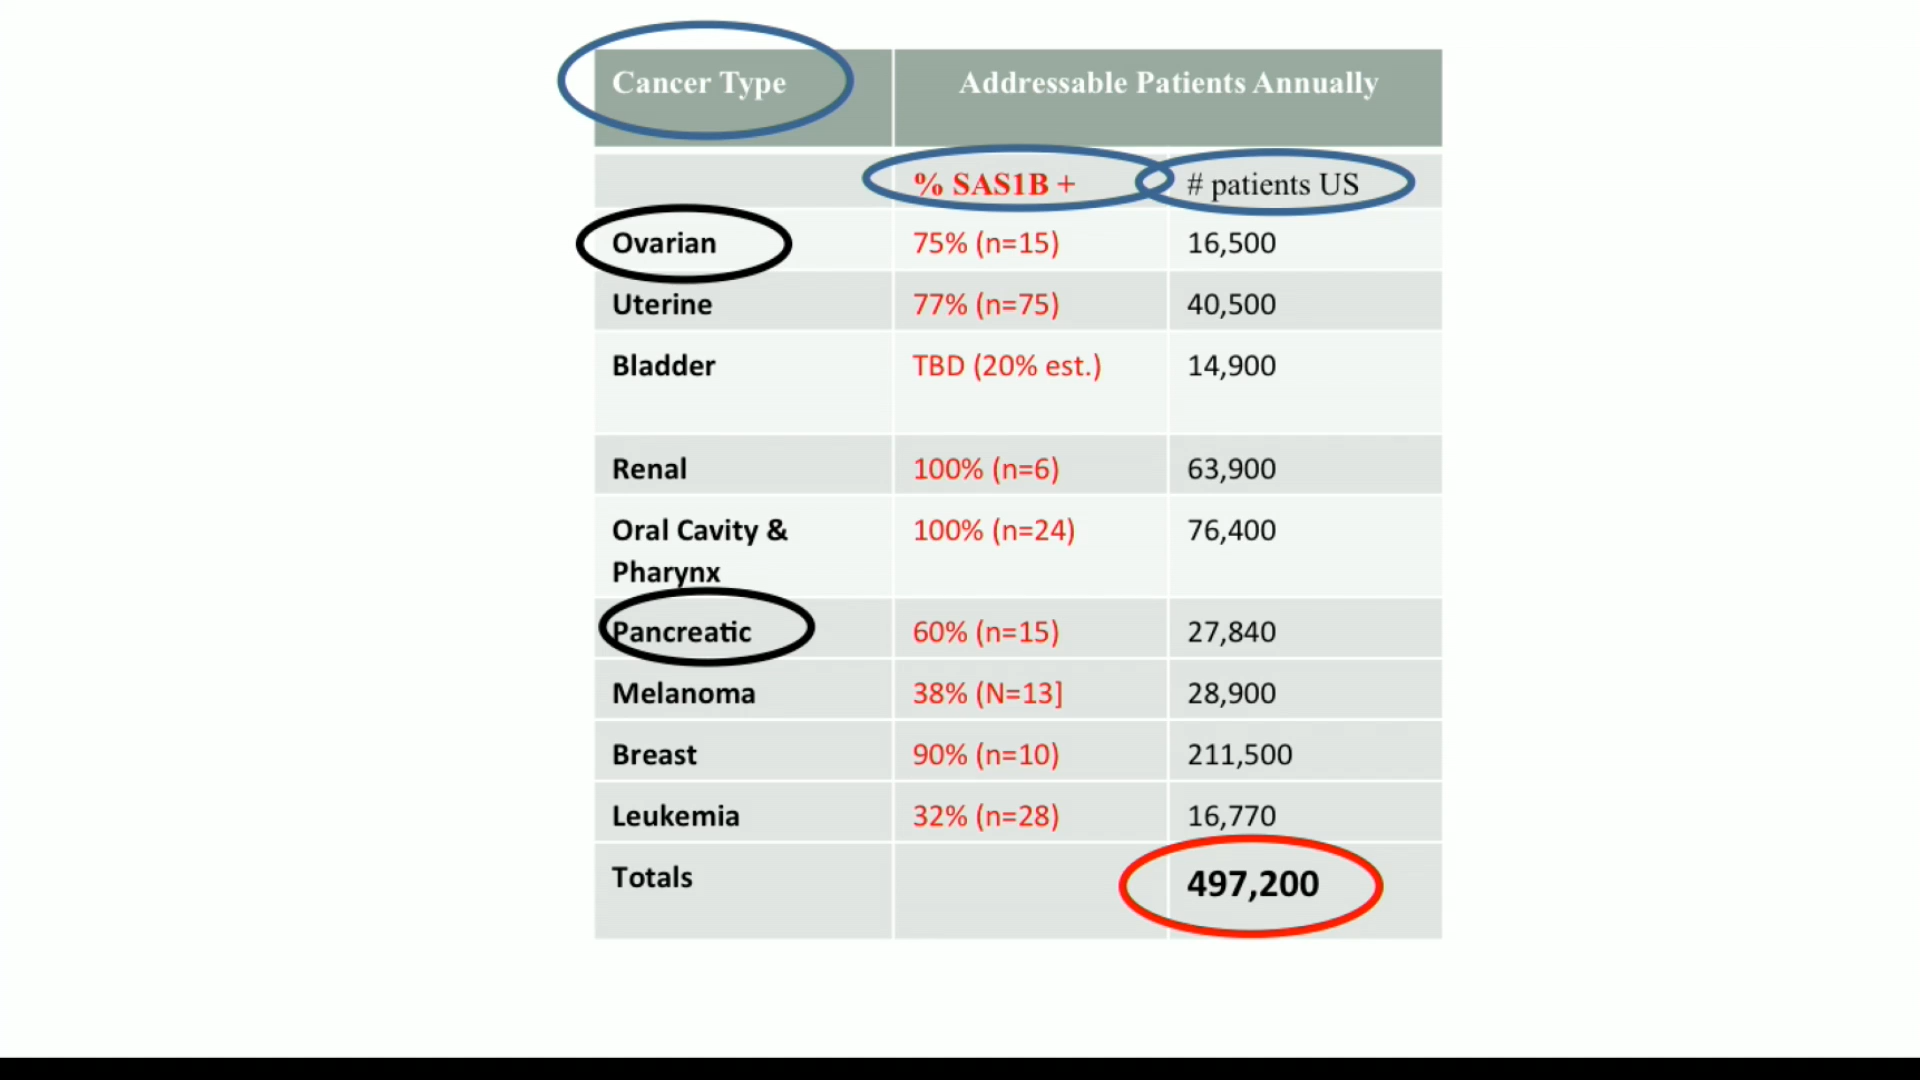 Cancer Type Addressable Patients Annually
% SAS1B + # patients US
Ovarian 75% (n=15) 16,500
Uterine 77% (n=75) 40,500
Bladder TBD (20% est.) 14,900
Renal 100% (n=6) 63,900
Oral Cavity & 100% (n=24) 76,400
Pharynx
Pancreatic 60% (n=15) 27,840
Melanoma 38% (N=13] 28,900
Breast 90% (n=10) 211,500
Leukemia 32% (n=28) 16,770
Totals 497,200